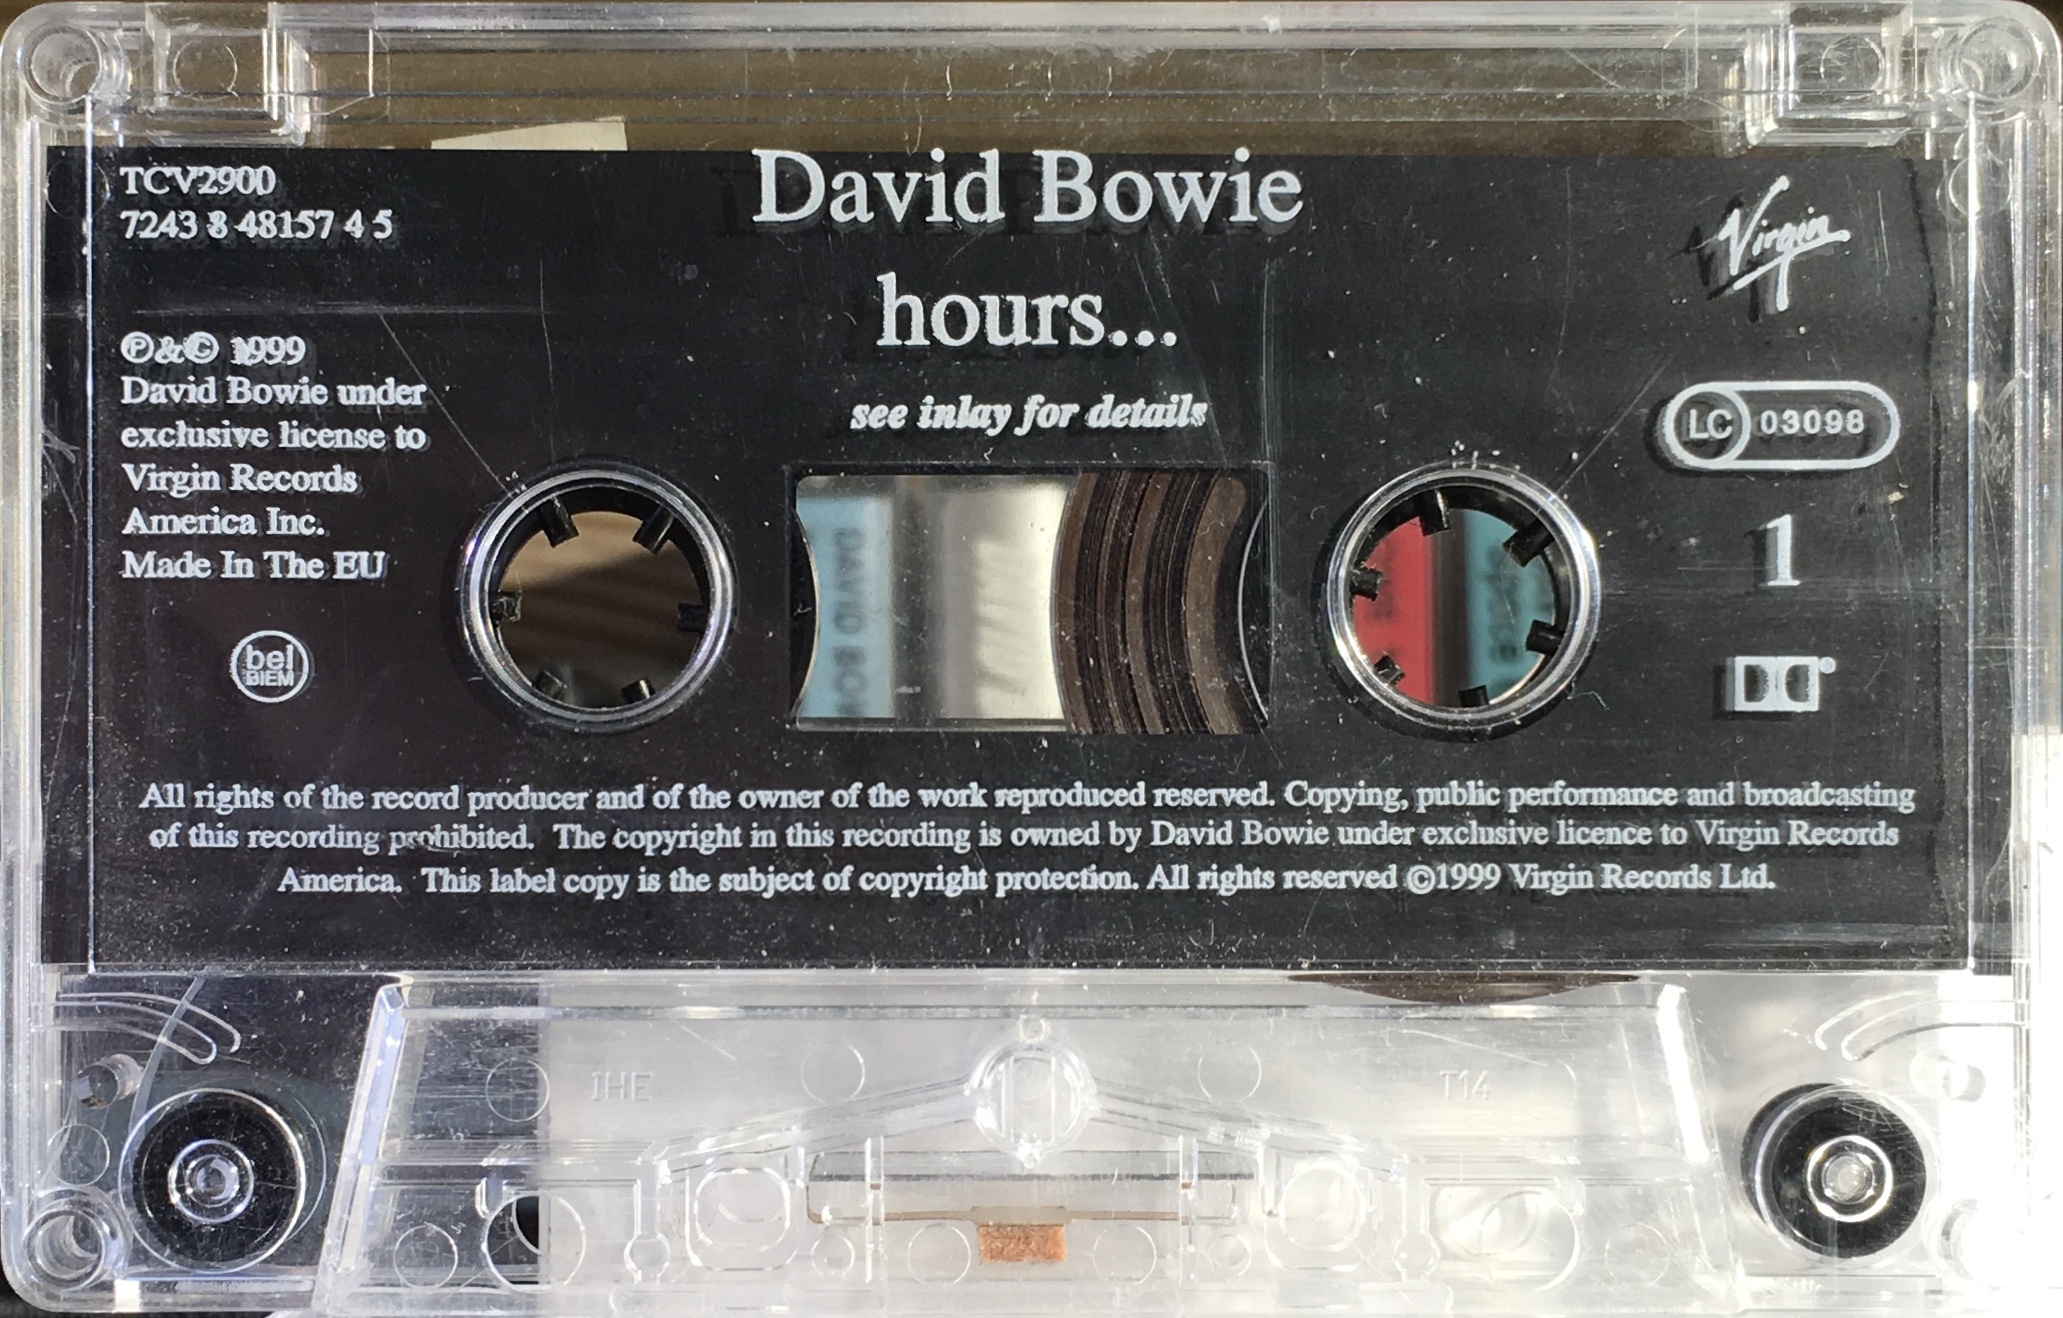 TCV2900
7243 8 48157 4 5
David Bowie
hours...
see inlay for details
Virgin
℗&© 1999
David Bowie under
exclusive license to
Virgin Records
America Inc.
Made In The EU
bel
BIEM
LC 03098
1
DAVID BOW
All rights of the record producer and of the owner of the work reproduced reserved. Copying, public performance and broadcasting
of this recording prohibited. The copyright in this recording is owned by David Bowie under exclusive licence to Virgin Records
America. This label copy is the subject of copyright protection. All rights reserved ©1999 Virgin Records Ltd.
IHE
T14